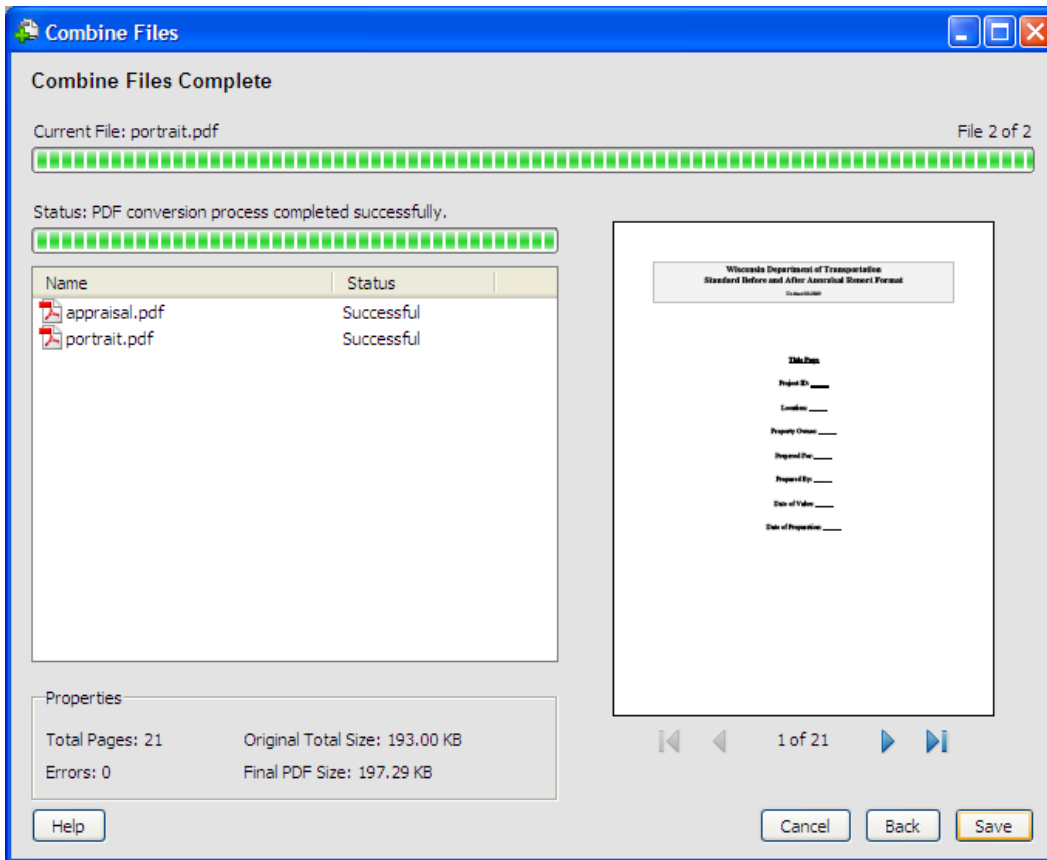 Combine Files
Combine Files Complete
Current File: portrait.pdf
File 2 of 2
Status: PDF conversion process completed successfully.
Name Status
appraisal.pdf Successful
portrait.pdf Successful
Wisconsin Department of Transportation
Standard Before and After Appraisal Report Format
Title Page
Project ID:
Location:
Property Owner:
Prepared For:
Prepared By:
Date of Value:
Date of Preparation:
1 of 21
Properties
Total Pages: 21 Original Total Size: 193.00 KB
Errors: 0 Final PDF Size: 197.29 KB
Help Cancel Back Save